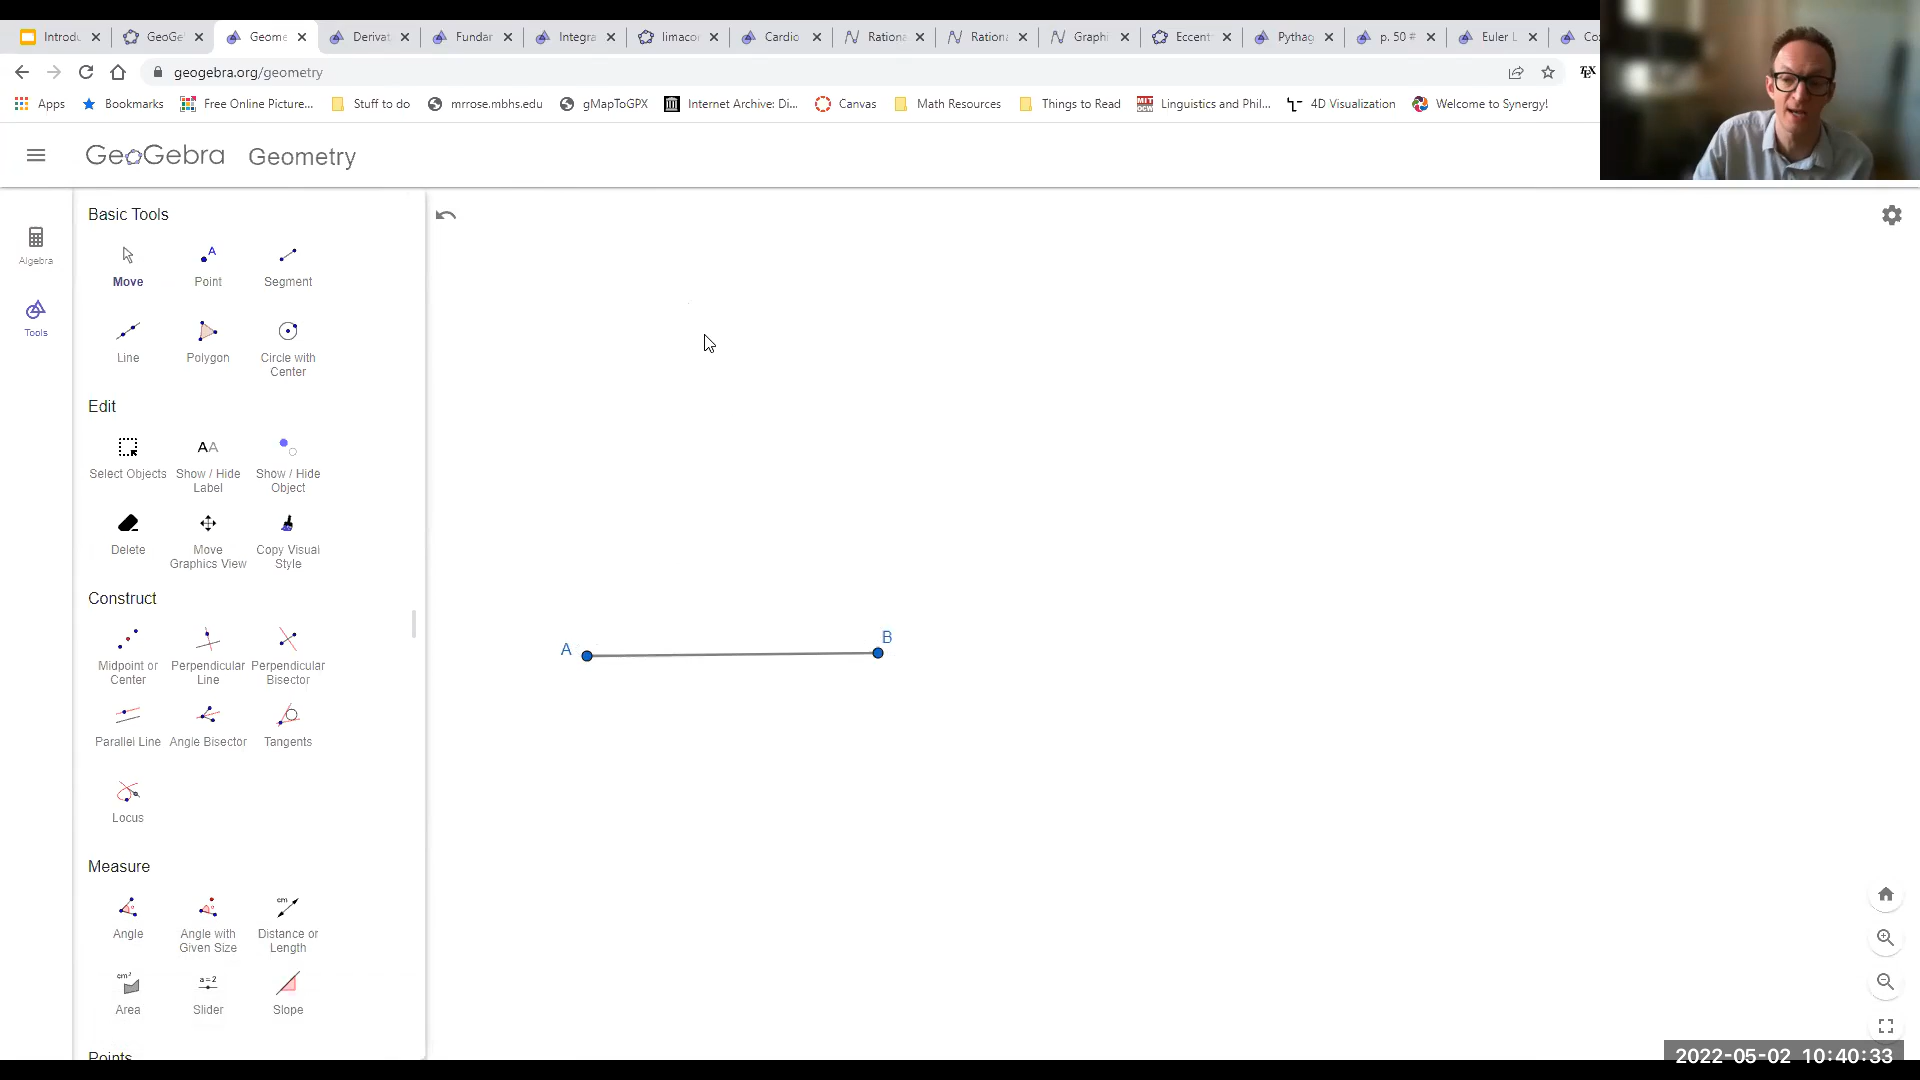 Introdu GeoGe Geome Derivat Fundar Integra limacor Cardio Rationa Rationa Graphi Eccent Pythag p. 50 # Euler L Co
geogebra.org/geometry
Apps Bookmarks Free Online Picture... Stuff to do mrrose.mbhs.edu gMapToGPX Internet Archive: Di... Canvas Math Resources Things to Read Linguistics and Phil... 4D Visualization Welcome to Synergy!
GeoGebra Geometry
Algebra
Tools
Basic Tools
Move Point Segment
Line Polygon Circle with
Center
Edit
Select Objects Show / Hide Show / Hide
Label Object
Delete Move Copy Visual
Graphics View Style
Construct
Midpoint or Perpendicular Perpendicular
Center Line Bisector
Parallel Line Angle Bisector Tangents
Locus
Measure
Angle Angle with Distance or
Given Size Length
Area Slider Slope
Points
A B
2022-05-02 10:40:33